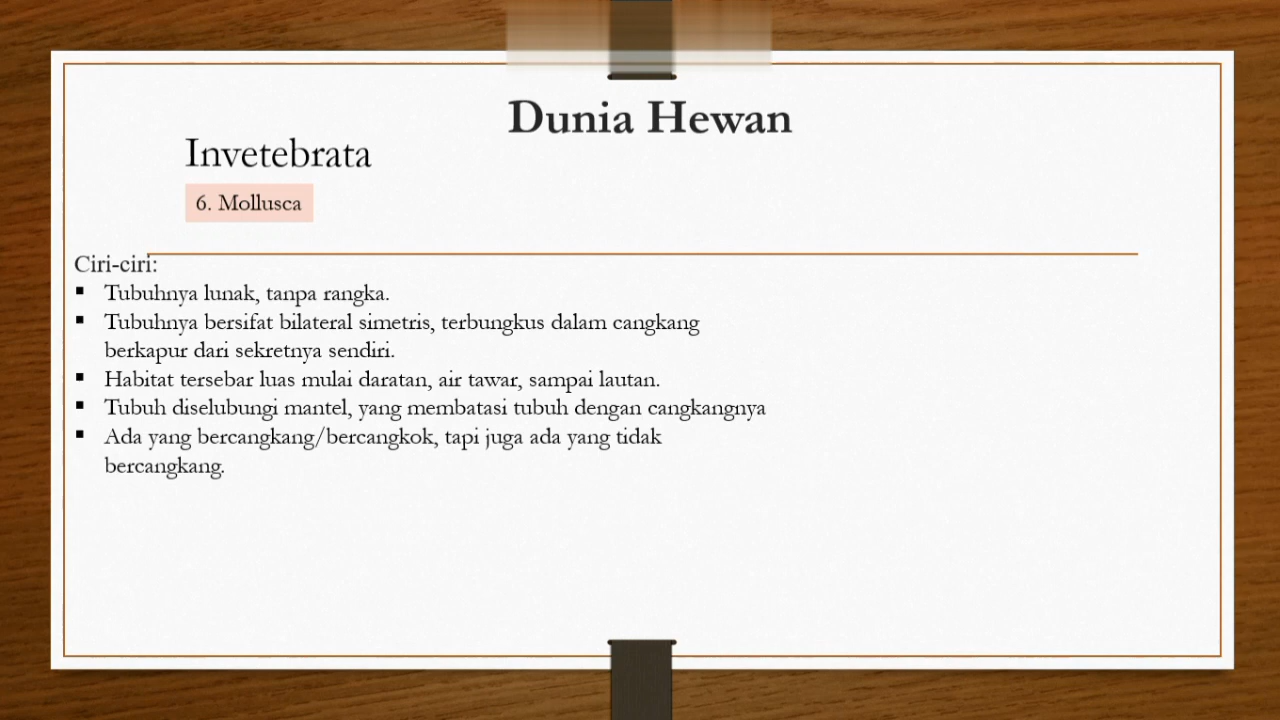 Dunia Hewan
Invetebrata
6. Mollusca
Ciri-ciri:
▪ Tubuhnya lunak, tanpa rangka.
▪ Tubuhnya bersifat bilateral simetris, terbungkus dalam cangkang
berkapur dari sekretnya sendiri.
▪ Habitat tersebar luas mulai daratan, air tawar, sampai lautan.
▪ Tubuh diselubungi mantel, yang membatasi tubuh dengan cangkangnya
▪ Ada yang bercangkang/bercangkok, tapi juga ada yang tidak
bercangkang.